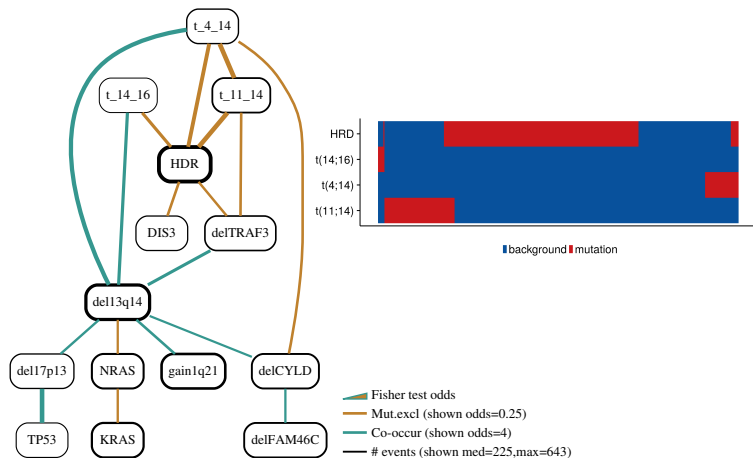 t_4_14
t_14_16
t_11_14
HDR
DIS3
delTRAF3
del13q14
del17p13
NRAS
gain1q21
delCYLD
TP53
KRAS
delFAM46C
HRD
t(14;16)
t(4;14)
t(11;14)
background mutation
Fisher test odds
Mut.excl (shown odds=0.25)
Co-occur (shown odds=4)
# events (shown med=225,max=643)